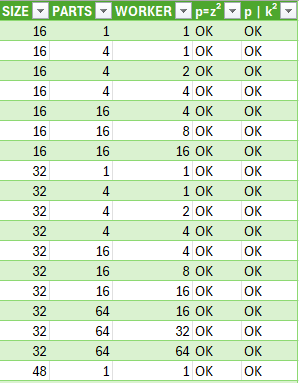 SIZE PARTS WORKER p=z² p | k²
16 1 1 OK OK
16 4 1 OK OK
16 4 2 OK OK
16 4 4 OK OK
16 16 4 OK OK
16 16 8 OK OK
16 16 16 OK OK
32 1 1 OK OK
32 4 1 OK OK
32 4 2 OK OK
32 4 4 OK OK
32 16 4 OK OK
32 16 8 OK OK
32 16 16 OK OK
32 64 16 OK OK
32 64 32 OK OK
32 64 64 OK OK
48 1 1 OK OK